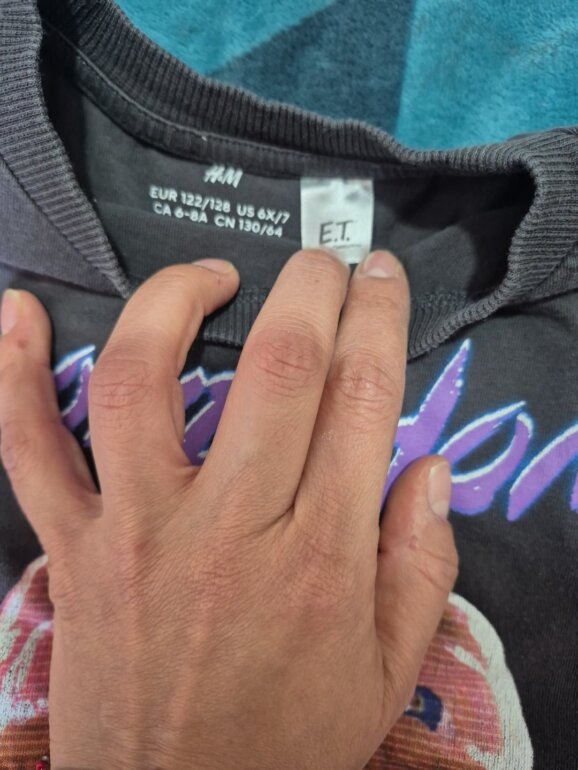 H&M
EUR 122/128 US 6X/7
CA 6-8A CN 130/64
E.T.